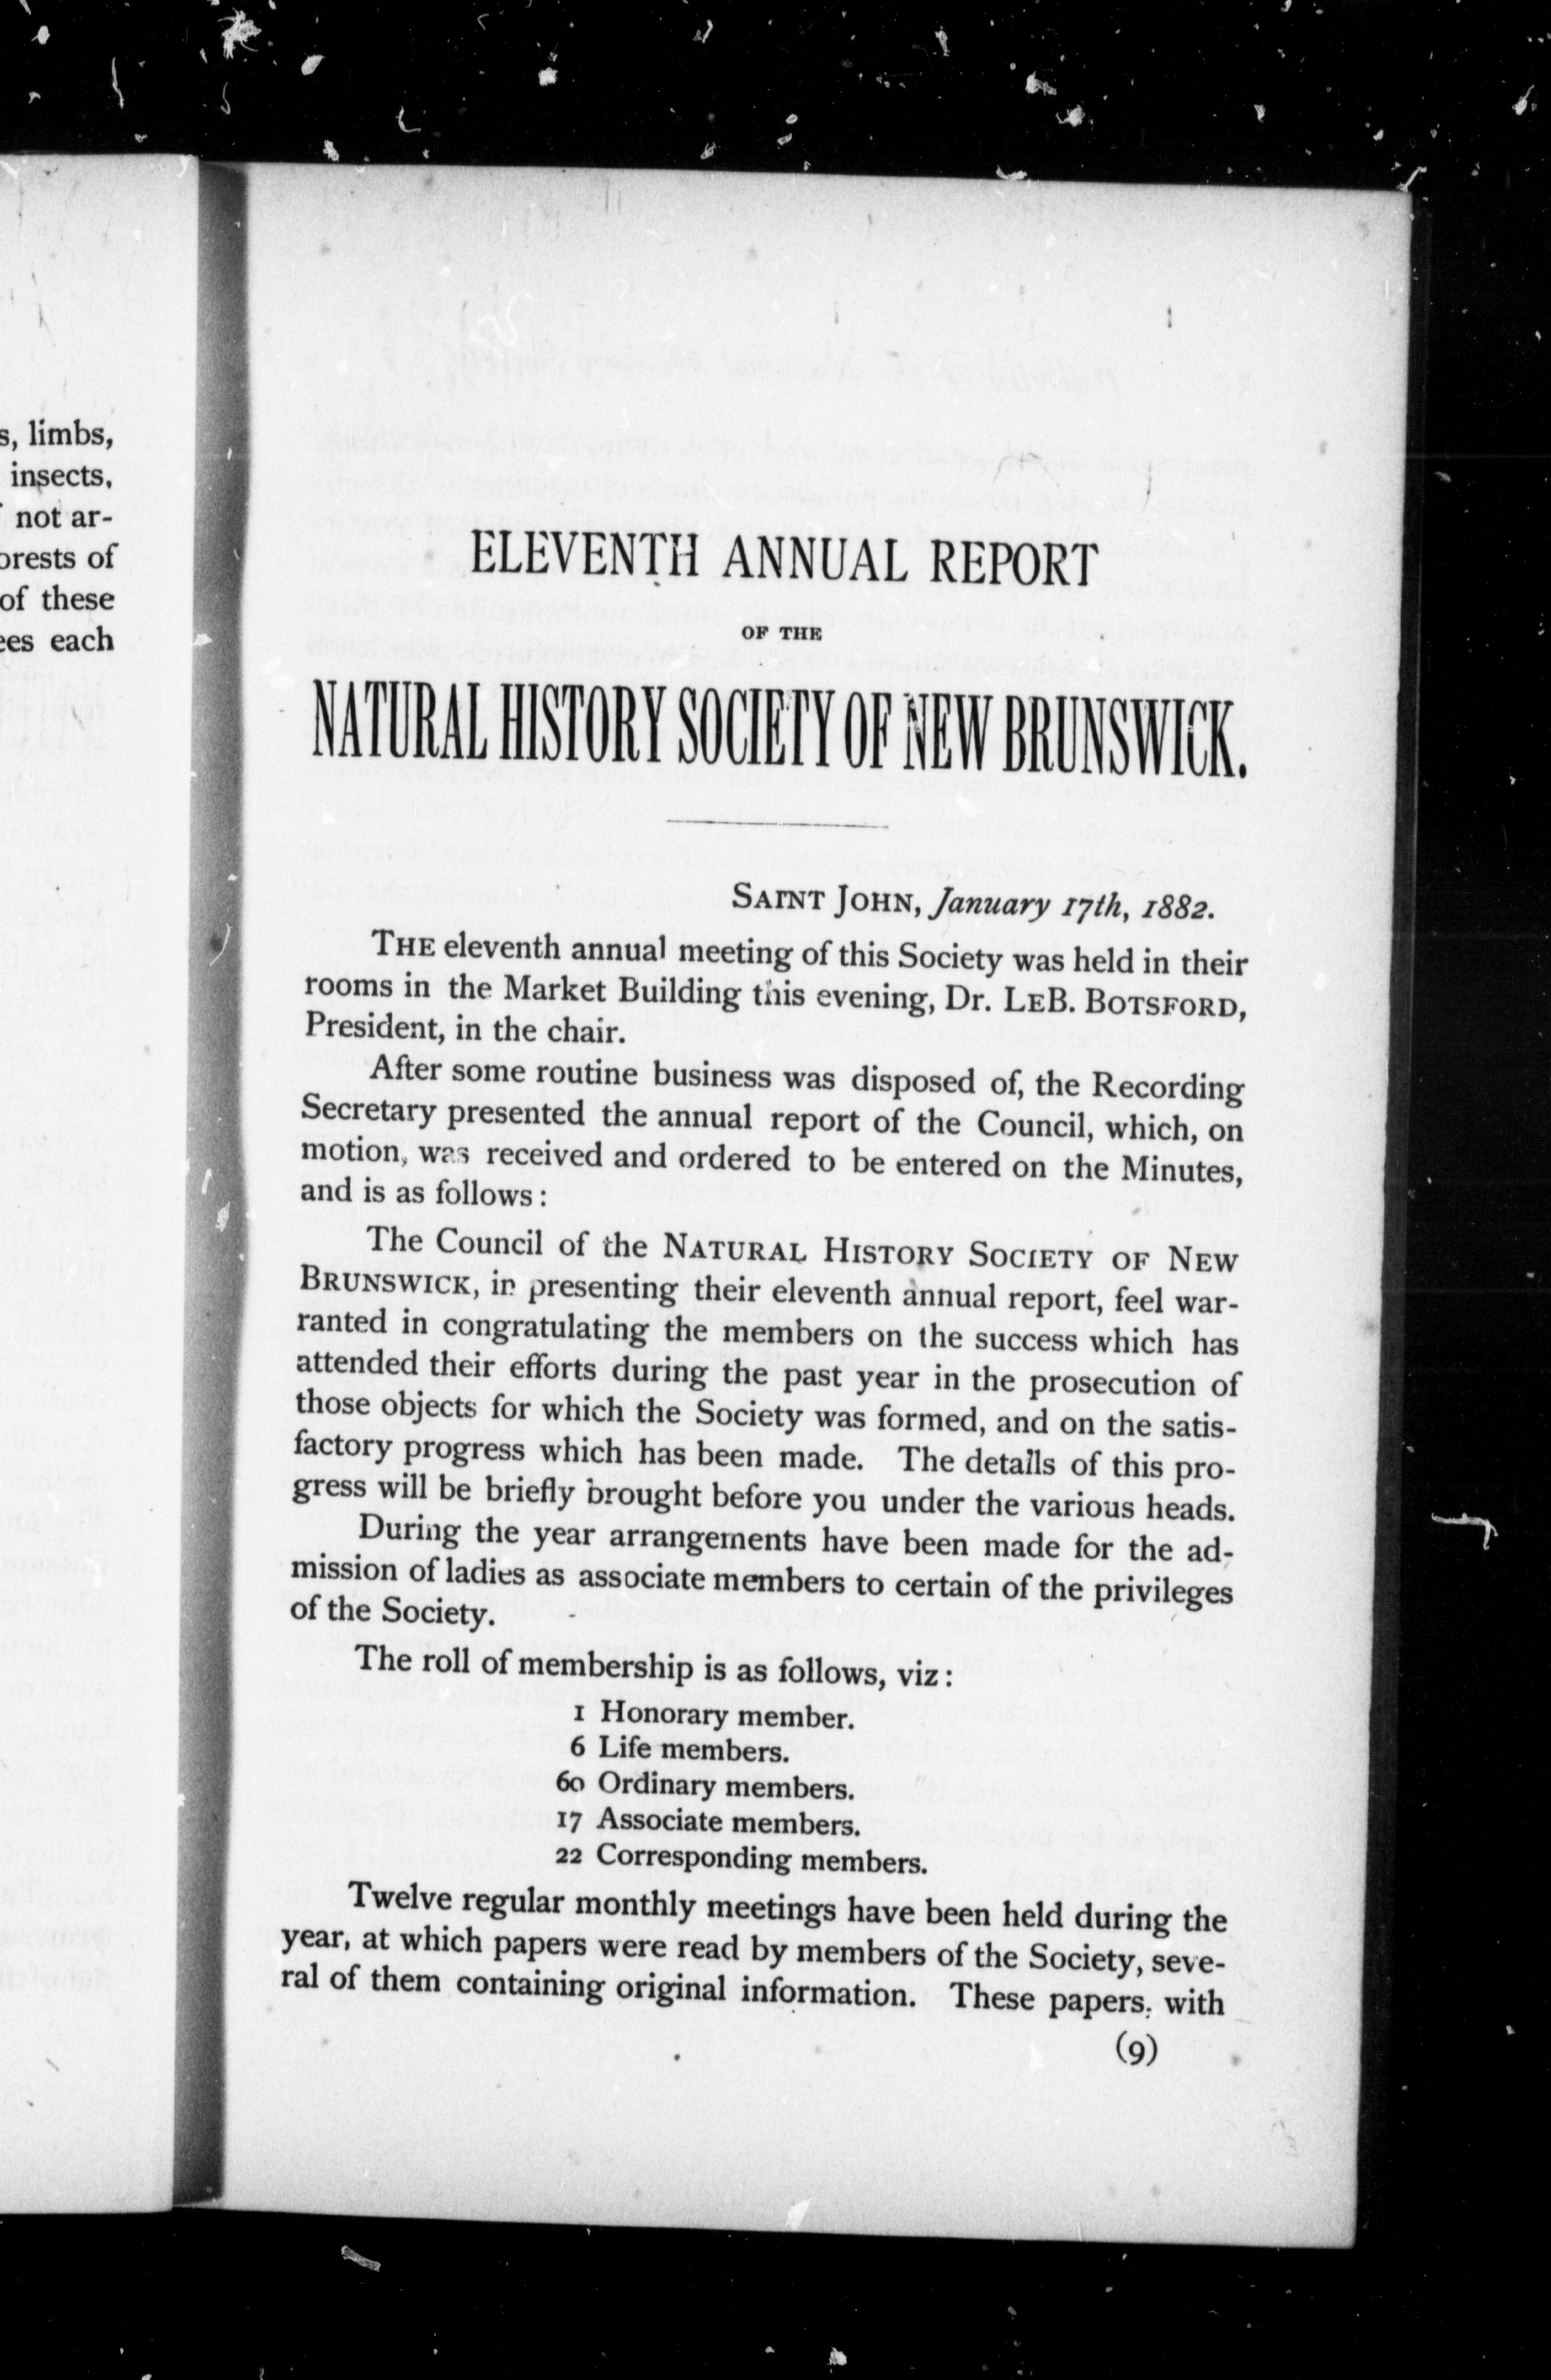 s, limbs,
insects,
not ar-
orests of
of these
ees each
ELEVENTH ANNUAL REPORT
OF THE
NATURAL HISTORY SOCIETY OF NEW BRUNSWICK.
SAINT JOHN, January 17th, 1882.
THE eleventh annual meeting of this Society was held in their
rooms in the Market Building this evening, Dr. LEB. BOTSFORD,
President, in the chair.
After some routine business was disposed of, the Recording
Secretary presented the annual report of the Council, which, on
motion, was received and ordered to be entered on the Minutes,
and is as follows:
The Council of the NATURAL HISTORY SOCIETY OF NEW
BRUNSWICK, in presenting their eleventh annual report, feel war-
ranted in congratulating the members on the success which has
attended their efforts during the past year in the prosecution of
those objects for which the Society was formed, and on the satis-
factory progress which has been made. The details of this pro-
gress will be briefly brought before you under the various heads.
During the year arrangements have been made for the ad-
mission of ladies as associate members to certain of the privileges
of the Society.
The roll of membership is as follows, viz:
1 Honorary member.
6 Life members.
60 Ordinary members.
17 Associate members.
22 Corresponding members.
Twelve regular monthly meetings have been held during the
year, at which papers were read by members of the Society, seve-
ral of them containing original information. These papers, with
(9)